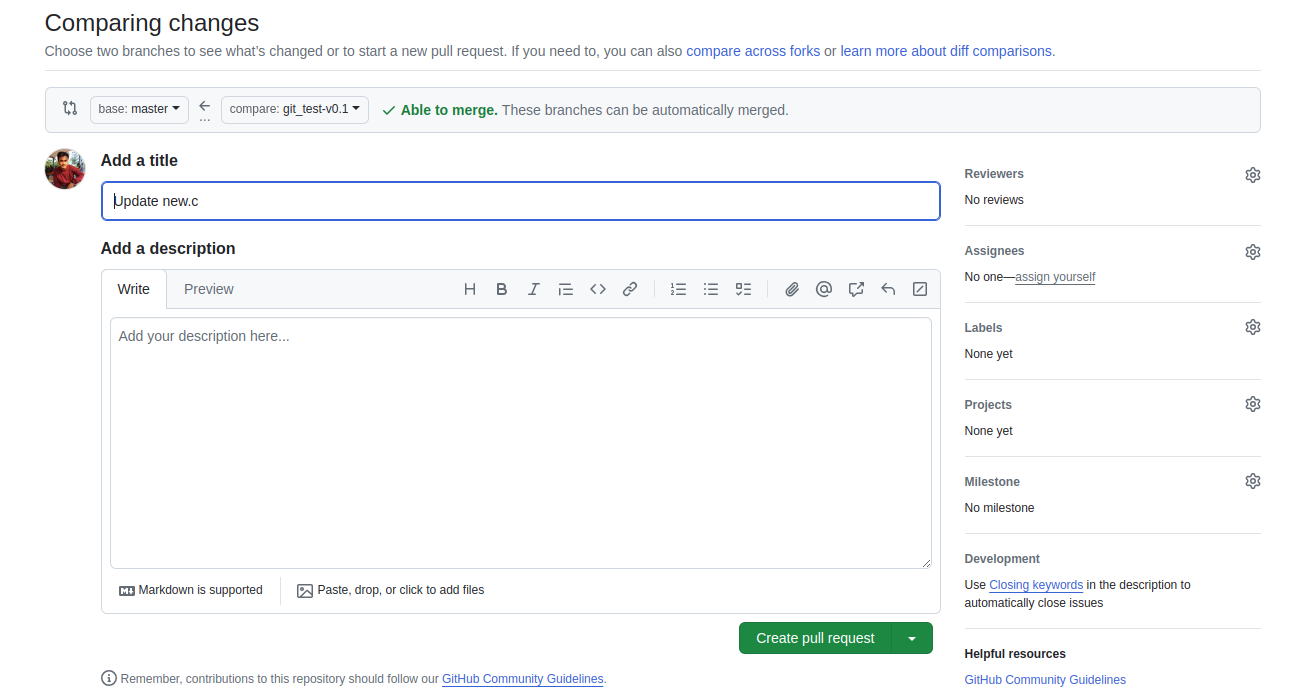 Comparing changes
Choose two branches to see what's changed or to start a new pull request. If you need to, you can also compare across forks or learn more about diff comparisons.
base: master ... compare: git_test-v0.1 Able to merge. These branches can be automatically merged.
Add a title
Update new.c
Add a description
Write Preview
Add your description here...
Markdown is supported Paste, drop, or click to add files
Create pull request
Remember, contributions to this repository should follow our GitHub Community Guidelines.
Reviewers
No reviews
Assignees
No one—assign yourself
Labels
None yet
Projects
None yet
Milestone
No milestone
Development
Use Closing keywords in the description to
automatically close issues
Helpful resources
GitHub Community Guidelines